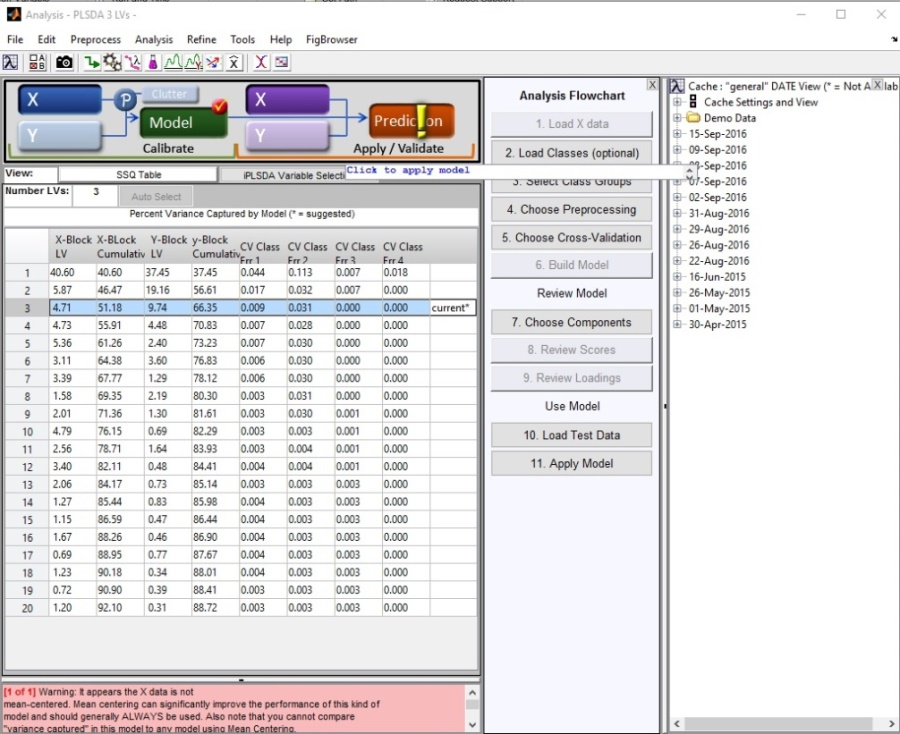 Analysis - PLSDA 3 LVs -
File Edit Preprocess Analysis Refine Tools Help FigBrowser
X
Y
P
Clutter
Model
Calibrate
X
Y
Prediction
Apply / Validate
View: SSQ Table iPLSDA Variable Selecti
Click to apply model
Number LVs: 3 Auto Select
Percent Variance Captured by Model (* = suggested)
X-Block X-BLock Y-Block y-Block CV Class CV Class CV Class CV Class
LV Cumulativ LV Cumulativ Err 1 Err 2 Err 3 Err 4
1 40.60 40.60 37.45 37.45 0.044 0.113 0.007 0.018
2 5.87 46.47 19.16 56.61 0.017 0.032 0.007 0.000
3 4.71 51.18 9.74 66.35 0.009 0.031 0.000 0.000 current*
4 4.73 55.91 4.48 70.83 0.007 0.028 0.000 0.000
5 5.36 61.26 2.40 73.23 0.007 0.030 0.000 0.000
6 3.11 64.38 3.60 76.83 0.006 0.030 0.000 0.000
7 3.39 67.77 1.29 78.12 0.006 0.030 0.000 0.000
8 1.58 69.35 2.19 80.30 0.003 0.031 0.000 0.000
9 2.01 71.36 1.30 81.61 0.003 0.030 0.001 0.000
10 4.79 76.15 0.69 82.29 0.003 0.003 0.001 0.000
11 2.56 78.71 1.64 83.93 0.003 0.004 0.001 0.000
12 3.40 82.11 0.48 84.41 0.004 0.004 0.001 0.000
13 2.06 84.17 0.73 85.14 0.004 0.003 0.003 0.000
14 1.27 85.44 0.83 85.98 0.004 0.003 0.003 0.000
15 1.15 86.59 0.47 86.44 0.004 0.003 0.003 0.000
16 1.67 88.26 0.46 86.90 0.004 0.003 0.003 0.000
17 0.69 88.95 0.77 87.67 0.004 0.003 0.003 0.000
18 1.23 90.18 0.34 88.01 0.004 0.003 0.003 0.000
19 0.72 90.90 0.39 88.41 0.003 0.003 0.003 0.000
20 1.20 92.10 0.31 88.72 0.003 0.003 0.003 0.000
[1 of 1] Warning: It appears the X data is not
mean-centered. Mean centering can significantly improve the performance of this kind of
model and should generally ALWAYS be used. Also note that you cannot compare
"variance captured" in this model to any model using Mean Centering.
Analysis Flowchart
1. Load X data
2. Load Classes (optional)
3. Select Class Groups
4. Choose Preprocessing
5. Choose Cross-Validation
6. Build Model
Review Model
7. Choose Components
8. Review Scores
9. Review Loadings
Use Model
10. Load Test Data
11. Apply Model
Cache : "general" DATE View (* = Not A lab
Cache Settings and View
Demo Data
15-Sep-2016
09-Sep-2016
08-Sep-2016
07-Sep-2016
02-Sep-2016
31-Aug-2016
29-Aug-2016
26-Aug-2016
22-Aug-2016
16-Jun-2015
26-May-2015
01-May-2015
30-Apr-2015